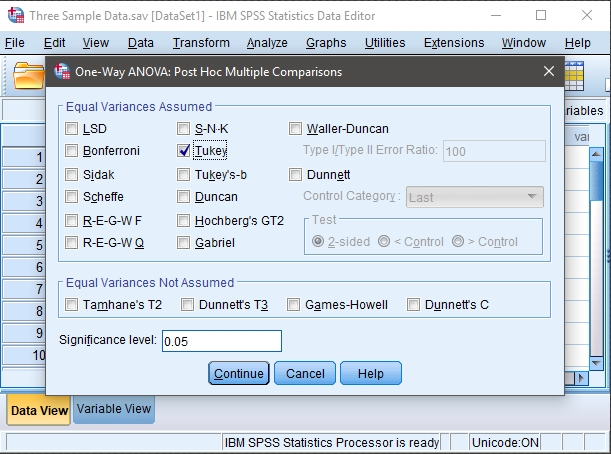 Three Sample Data.sav [DataSet1] - IBM SPSS Statistics Data Editor
File Edit View Data Transform Analyze Graphs Utilities Extensions Window Help
One-Way ANOVA: Post Hoc Multiple Comparisons
Equal Variances Assumed
LSD S-N-K Waller-Duncan
Bonferroni Tukey Type I/Type II Error Ratio: 100
Sidak Tukey's-b Dunnett
Scheffe Duncan Control Category : Last
R-E-G-W F Hochberg's GT2 Test
R-E-G-W Q Gabriel 2-sided < Control > Control
Equal Variances Not Assumed
Tamhane's T2 Dunnett's T3 Games-Howell Dunnett's C
Significance level: 0.05
Continue Cancel Help
1
2
3
4
5
6
7
8
9
10
Data View Variable View
IBM SPSS Statistics Processor is ready Unicode:ON